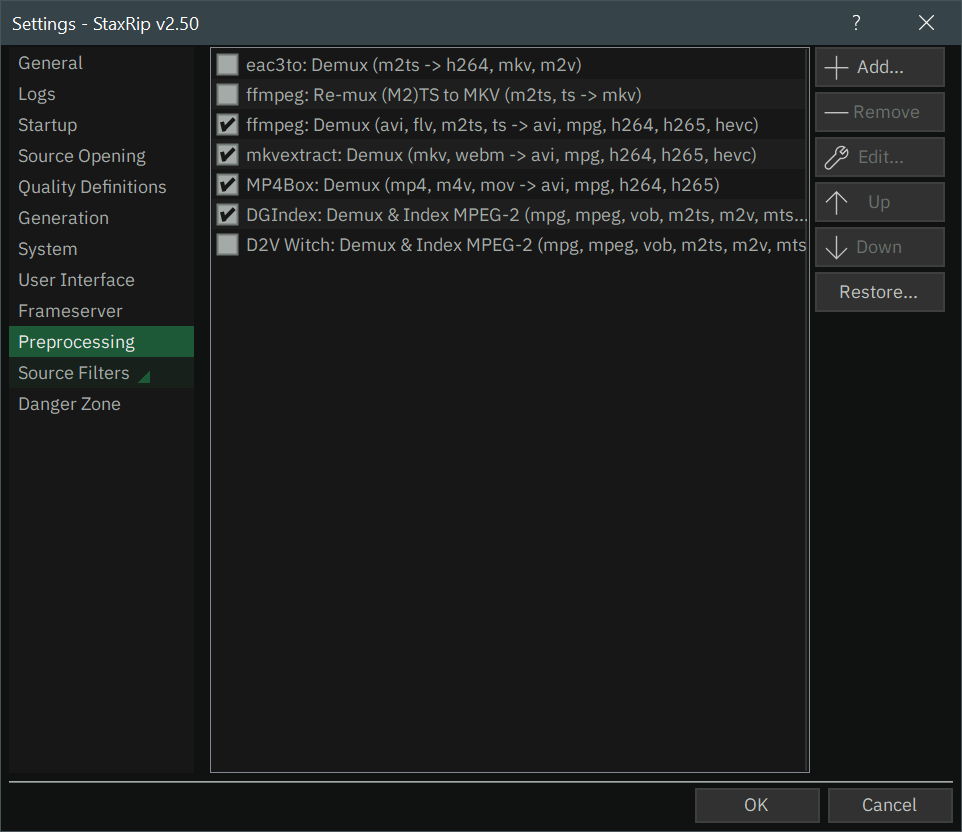 Settings - StaxRip v2.50
?
General
Logs
Startup
Source Opening
Quality Definitions
Generation
System
User Interface
Frameserver
Preprocessing
Source Filters
Danger Zone
eac3to: Demux (m2ts -> h264, mkv, m2v)
ffmpeg: Re-mux (M2)TS to MKV (m2ts, ts -> mkv)
ffmpeg: Demux (avi, flv, m2ts, ts -> avi, mpg, h264, h265, hevc)
mkvextract: Demux (mkv, webm -> avi, mpg, h264, h265, hevc)
MP4Box: Demux (mp4, m4v, mov -> avi, mpg, h264, h265)
DGIndex: Demux & Index MPEG-2 (mpg, mpeg, vob, m2ts, m2v, mts...
D2V Witch: Demux & Index MPEG-2 (mpg, mpeg, vob, m2ts, m2v, mts
Add...
Remove
Edit...
Up
Down
Restore...
OK
Cancel